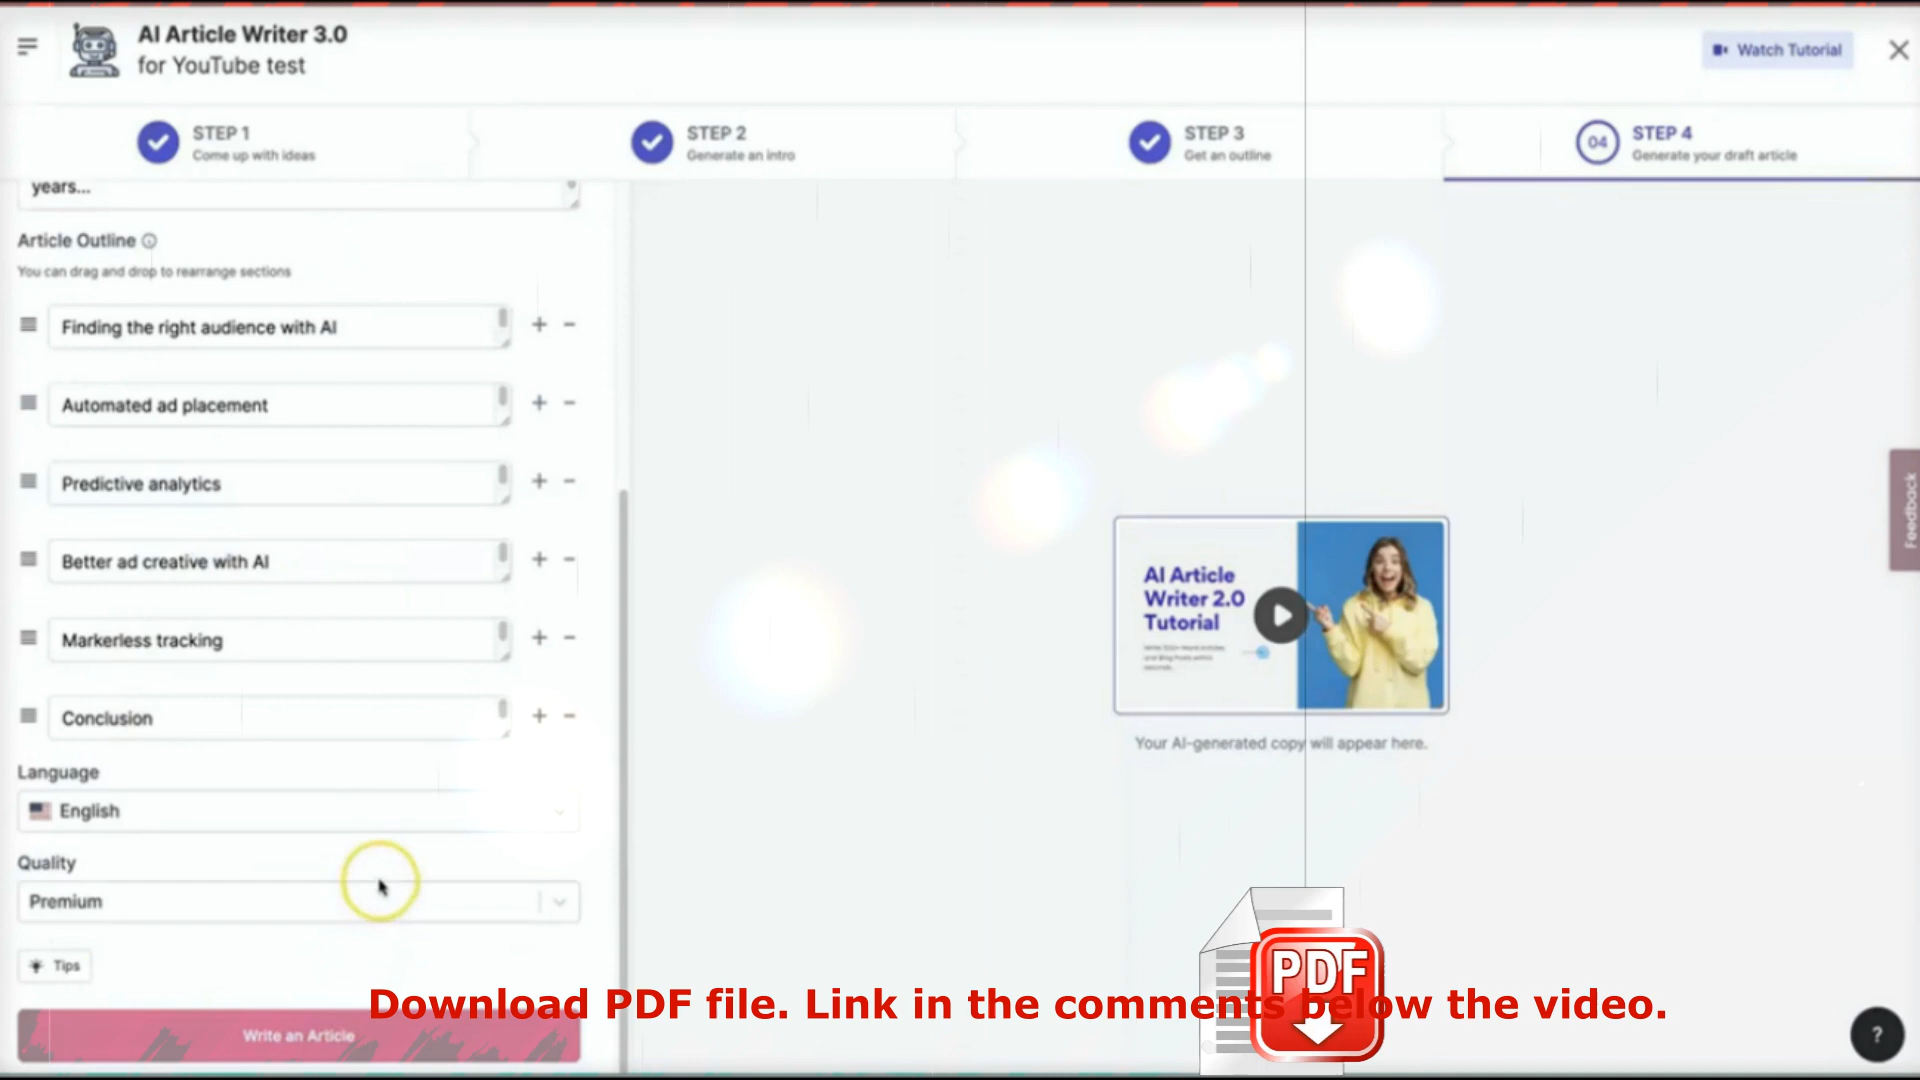 AI Article Writer 3.0
for YouTube test
Watch Tutorial
STEP 1
Come up with ideas
STEP 2
Generate an intro
STEP 3
Get an outline
04
STEP 4
Generate your draft article
years...
Article Outline
You can drag and drop to rearrange sections
Finding the right audience with AI
Automated ad placement
Predictive analytics
Better ad creative with AI
Markerless tracking
Conclusion
Language
English
Quality
Premium
Tips
Write an Article
AI Article
Writer 2.0
Tutorial
Your AI-generated copy will appear here.
Feedback
PDF
Download PDF file. Link in the comments below the video.
?